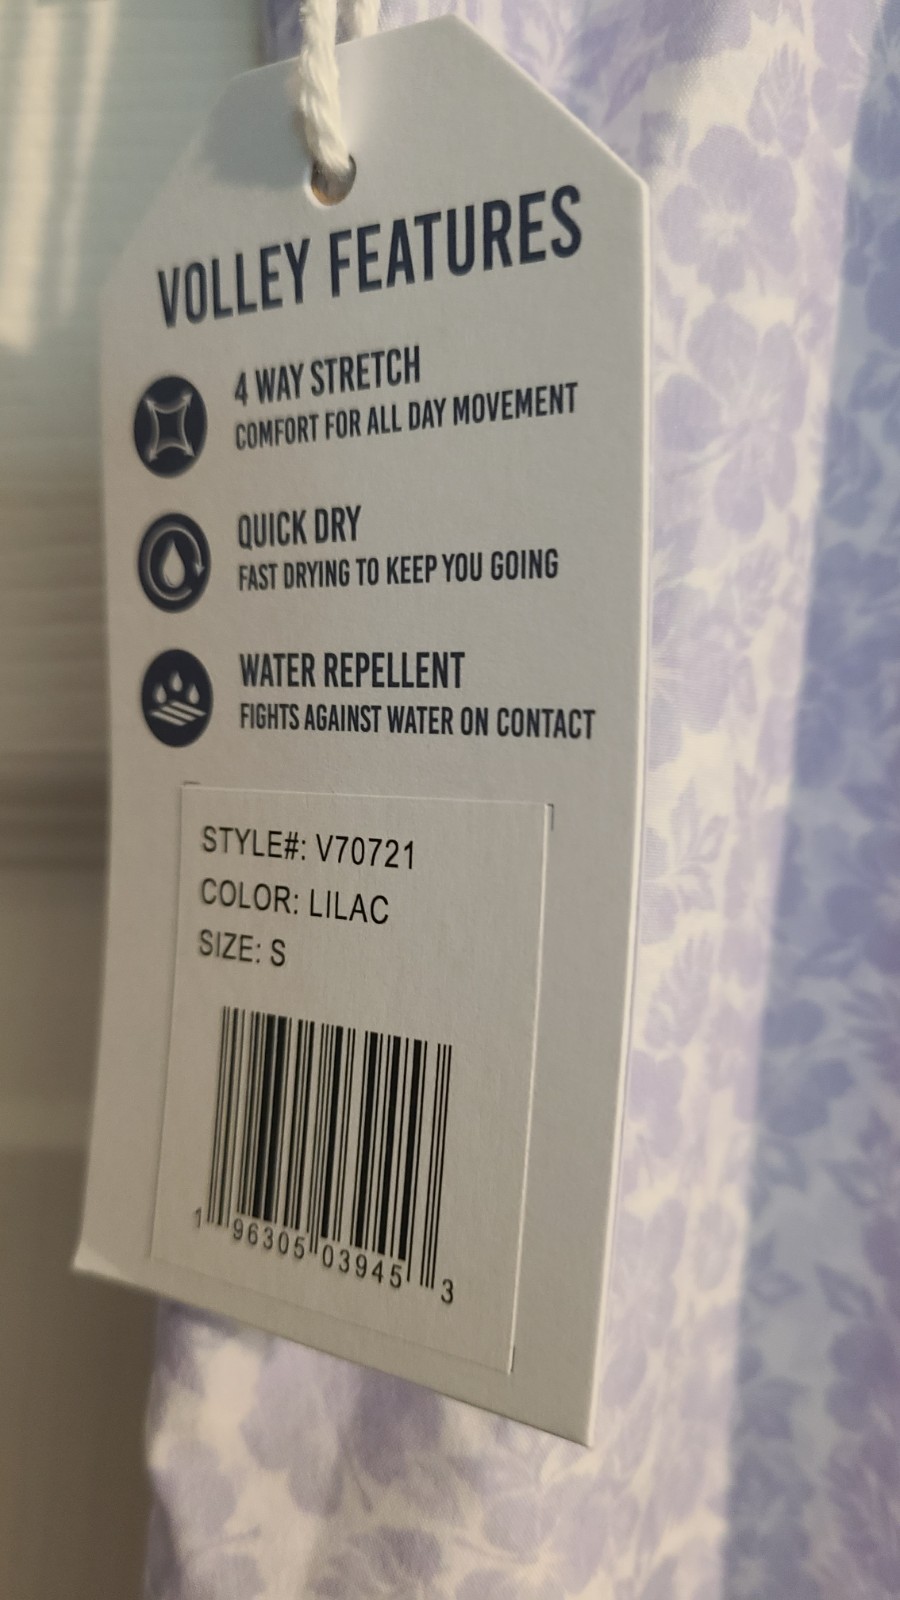 VOLLEY FEATURES
4 WAY STRETCH
COMFORT FOR ALL DAY MOVEMENT
QUICK DRY
FAST DRYING TO KEEP YOU GOING
WATER REPELLENT
FIGHTS AGAINST WATER ON CONTACT
STYLE#: V70721
COLOR: LILAC
SIZE: S
1 96305 03945 3